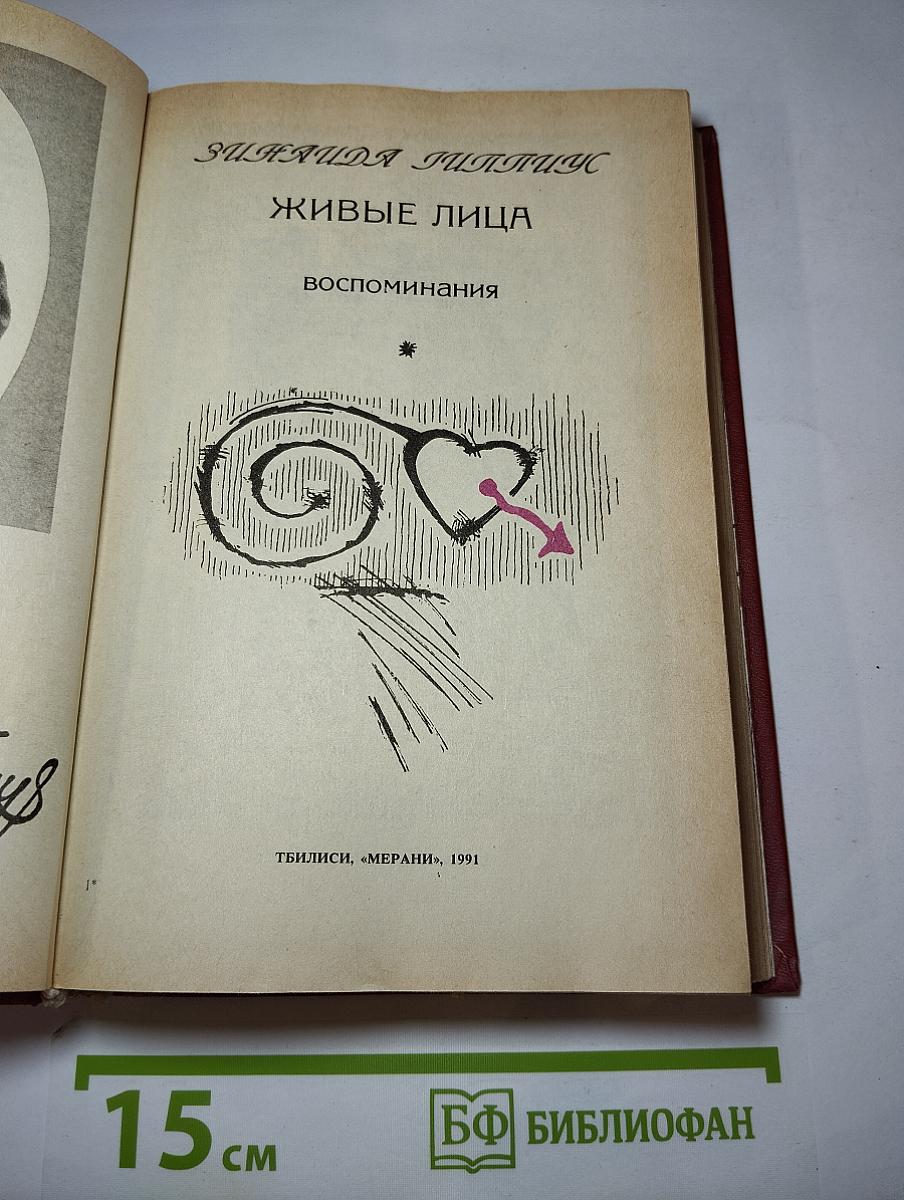 ЗИНАИДА ГИППИУС
ЖИВЫЕ ЛИЦА
ВОСПОМИНАНИЯ
*
ТБИЛИСИ, «МЕРАНИ», 1991
1*
15 см
БФ БИБЛИОФАН